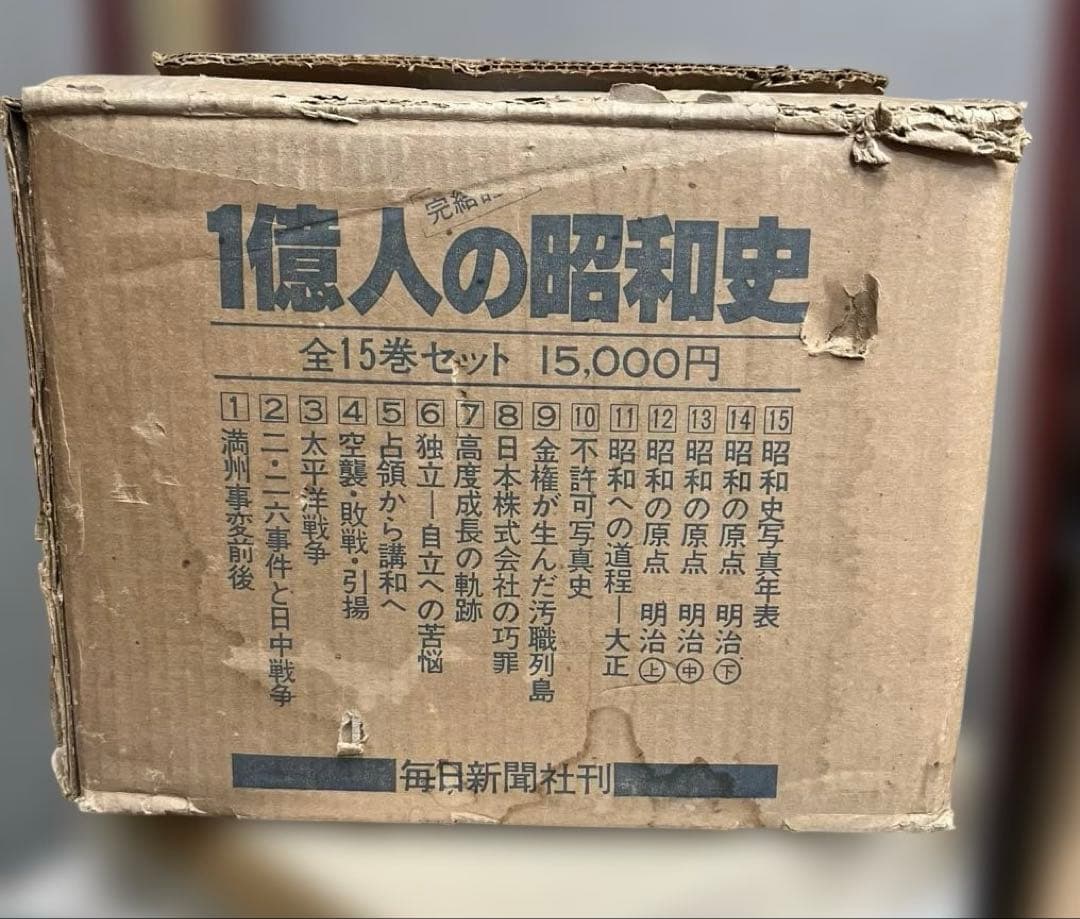 完結
1億人の昭和史
全15巻セット 15,000円
1 満州事変前後
2 二・二六事件と日中戦争
3 太平洋戦争
4 空襲・敗戦・引揚
5 占領から講和へ
6 独立―自立への苦悩
7 高度成長の軌跡
8 日本株式会社の巧罪
9 金権が生んだ汚職列島
10 不許可写真史
11 昭和への道程―大正
12 昭和の原点 明治㊤
13 昭和の原点 明治㊥
14 昭和の原点 明治㊦
15 昭和史写真年表
毎日新聞社刊